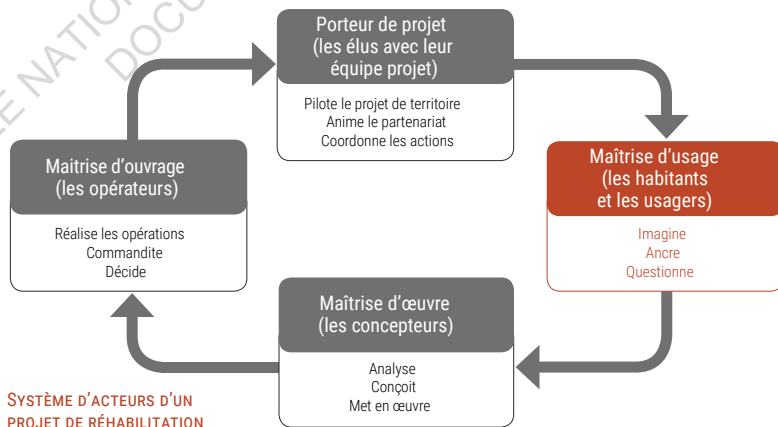 Porteur de projet
(les élus avec leur
équipe projet)
Pilote le projet de territoire
Anime le partenariat
Coordonne les actions
Maîtrise d'usage
(les habitants
et les usagers)
Imagine
Ancre
Questionne
Maîtrise d'œuvre
(les concepteurs)
Analyse
Conçoit
Met en œuvre
Maitrise d'ouvrage
(les opérateurs)
Réalise les opérations
Commandite
Décide
SYSTÈME D'ACTEURS D'UN
PROJET DE RÉHABILITATION